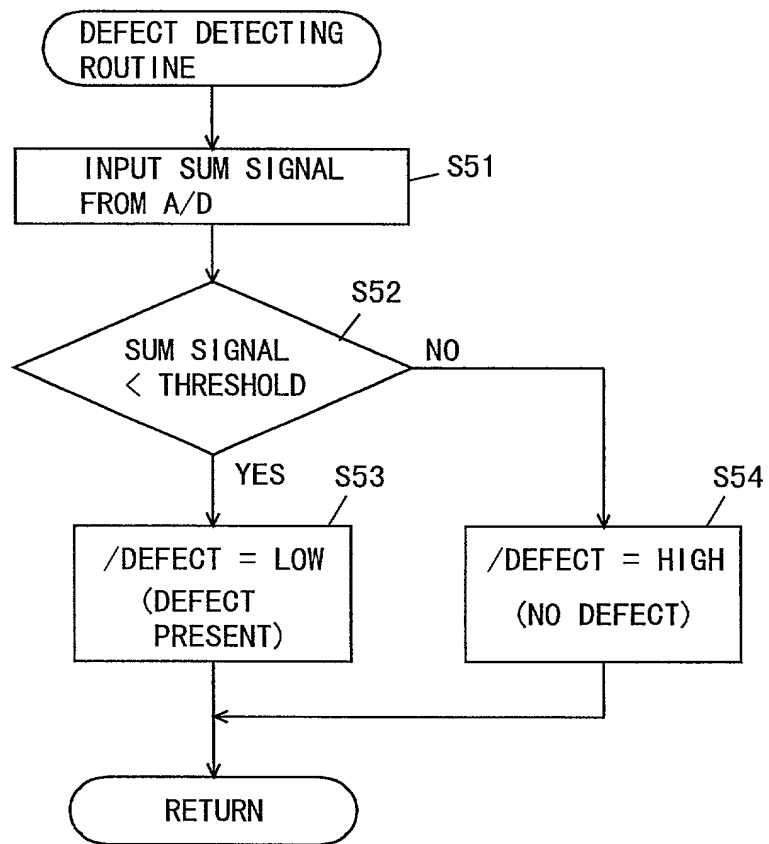 DEFECT DETECTING
ROUTINE
INPUT SUM SIGNAL
FROM A/D
S51
S52
SUM SIGNAL
< THRESHOLD
NO
YES
S53
S54
/DEFECT = LOW
(DEFECT
PRESENT)
/DEFECT = HIGH
(NO DEFECT)
RETURN